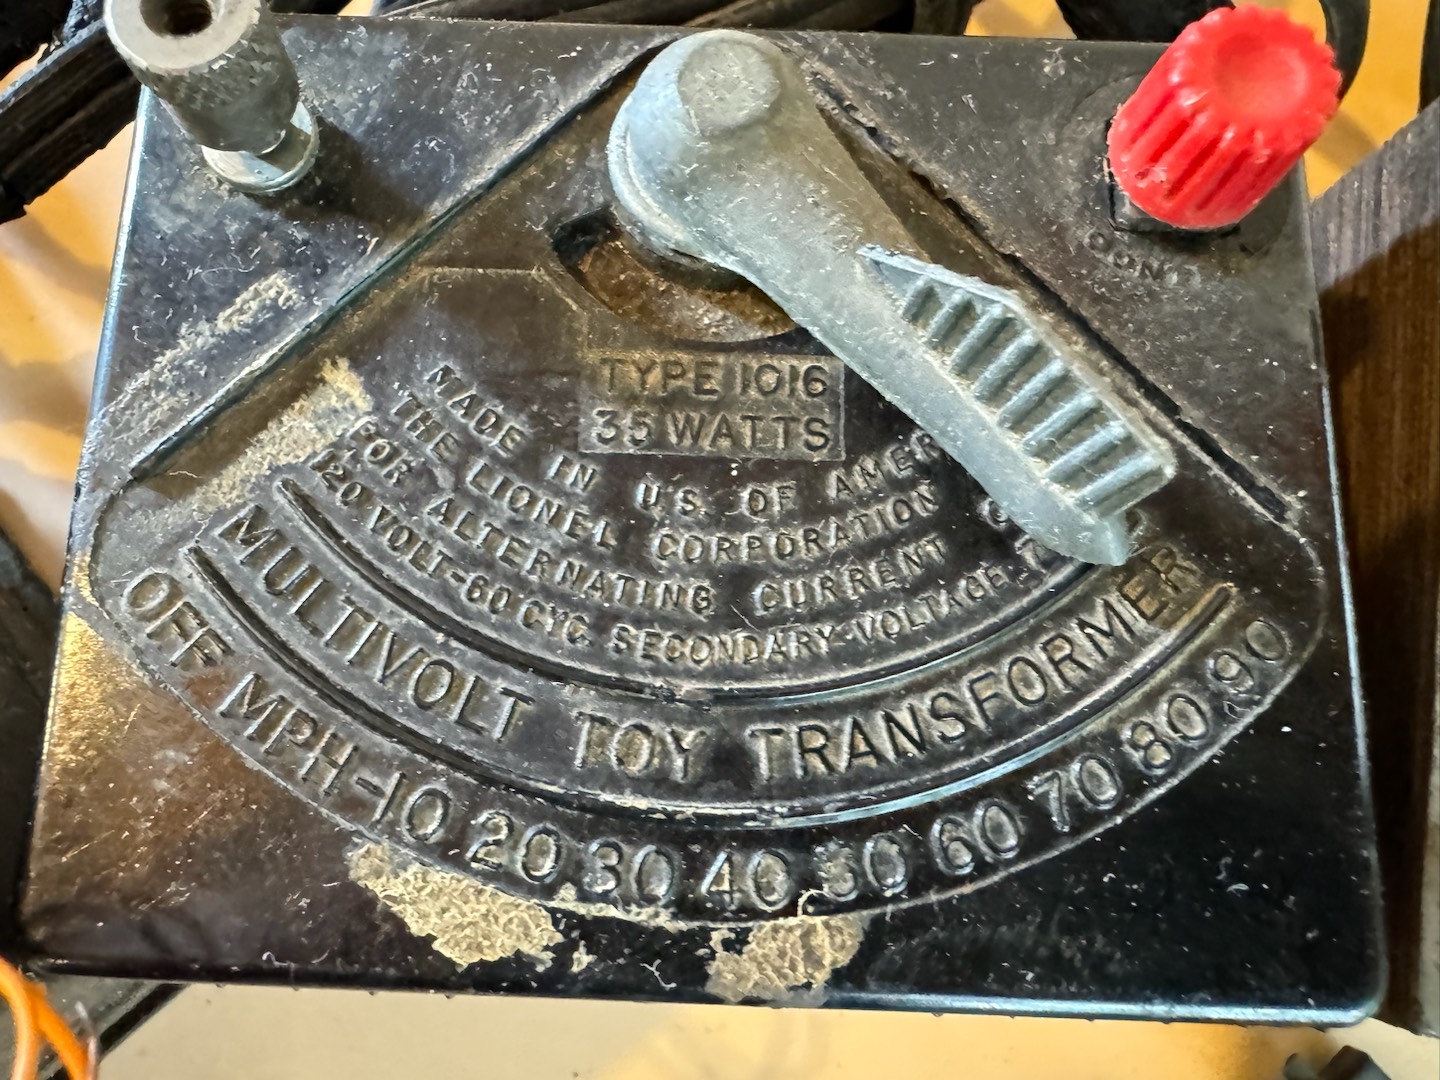 CONT
TYPE 1016
35 WATTS
MADE IN U.S. OF
THE LIONEL CORPORATION
FOR ALTERNATING CURRENT
120 VOLT-60 CYC. SECONDARY-VOLTAGE
MULTIVOLT TOY TRANSFORMER
OFF MPH-10 20 30 40 50 60 70 80 90